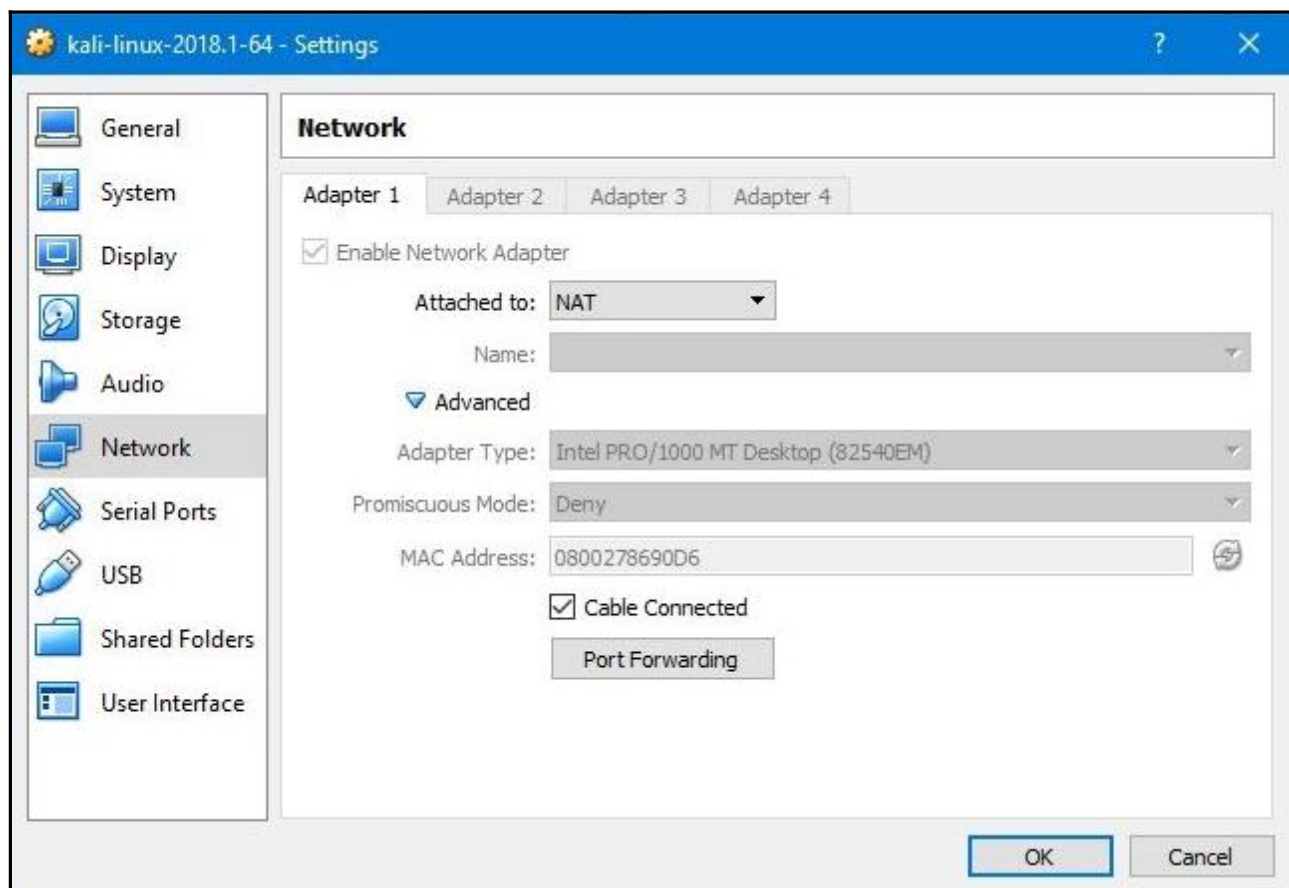 kali-linux-2018.1-64 - Settings
?
General
System
Display
Storage
Audio
Network
Serial Ports
USB
Shared Folders
User Interface
Network
Adapter 1 Adapter 2 Adapter 3 Adapter 4
Enable Network Adapter
Attached to: NAT
Name:
Advanced
Adapter Type: Intel PRO/1000 MT Desktop (82540EM)
Promiscuous Mode: Deny
MAC Address: 0800278690D6
Cable Connected
Port Forwarding
OK Cancel